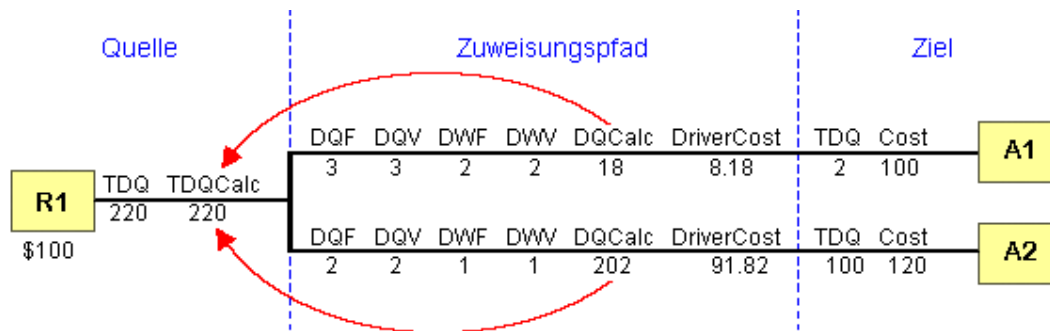 Quelle Zuweisungspfad Ziel
DQF DQV DWF DWV DQCalc DriverCost TDQ Cost A1
3 3 2 2 18 8.18 2 100
R1 TDQ TDQCalc
220 220
$100
DQF DQV DWF DWV DQCalc DriverCost TDQ Cost A2
2 2 1 1 202 91.82 100 120